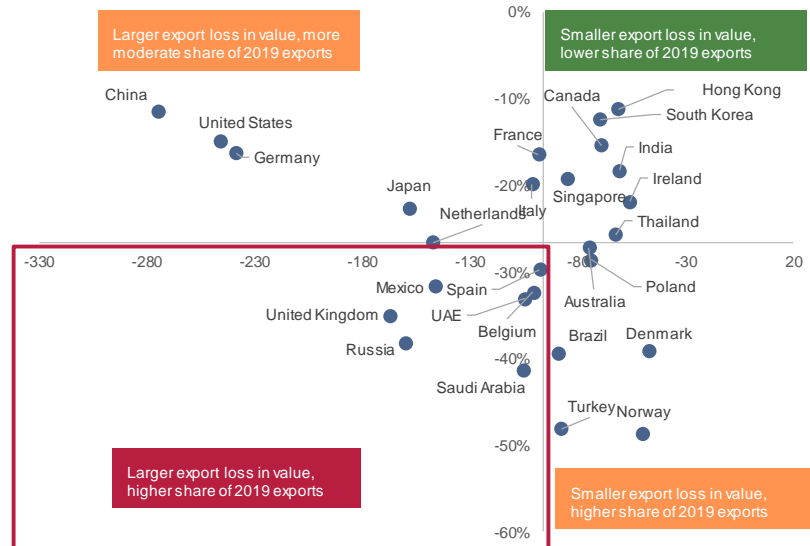 0%
Larger export loss in value, more
moderate share of 2019 exports
Smaller export loss in value,
lower share of 2019 exports
China
-10%
Hong Kong
Canada
South Korea
United States
France
Germany
India
Ireland
Japan
-20%
Singapore
Netherlands
Italy
Thailand
-330
-280
-230
-180
-130
-80
-30
20
-30%
Mexico
Spain
Poland
UAE
Australia
United Kingdom
Belgium
Brazil
Denmark
Russia
-40%
Saudi Arabia
Turkey
Norway
-50%
Larger export loss in value,
higher share of 2019 exports
Smaller export loss in value,
higher share of 2019 exports
-60%